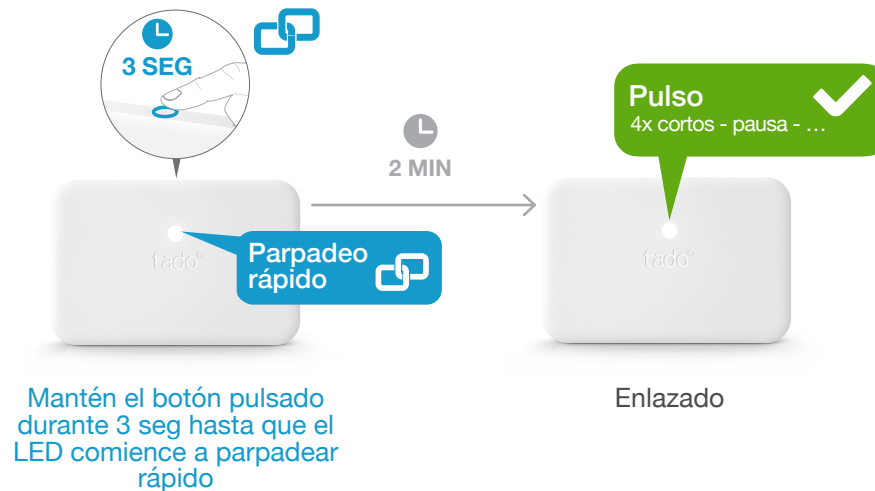 3 SEG
Pulso
4x cortos - pausa - ...
2 MIN
tado°
Parpadeo
rápido
tado°
Mantén el botón pulsado
durante 3 seg hasta que el
LED comience a parpadear
rápido
Enlazado